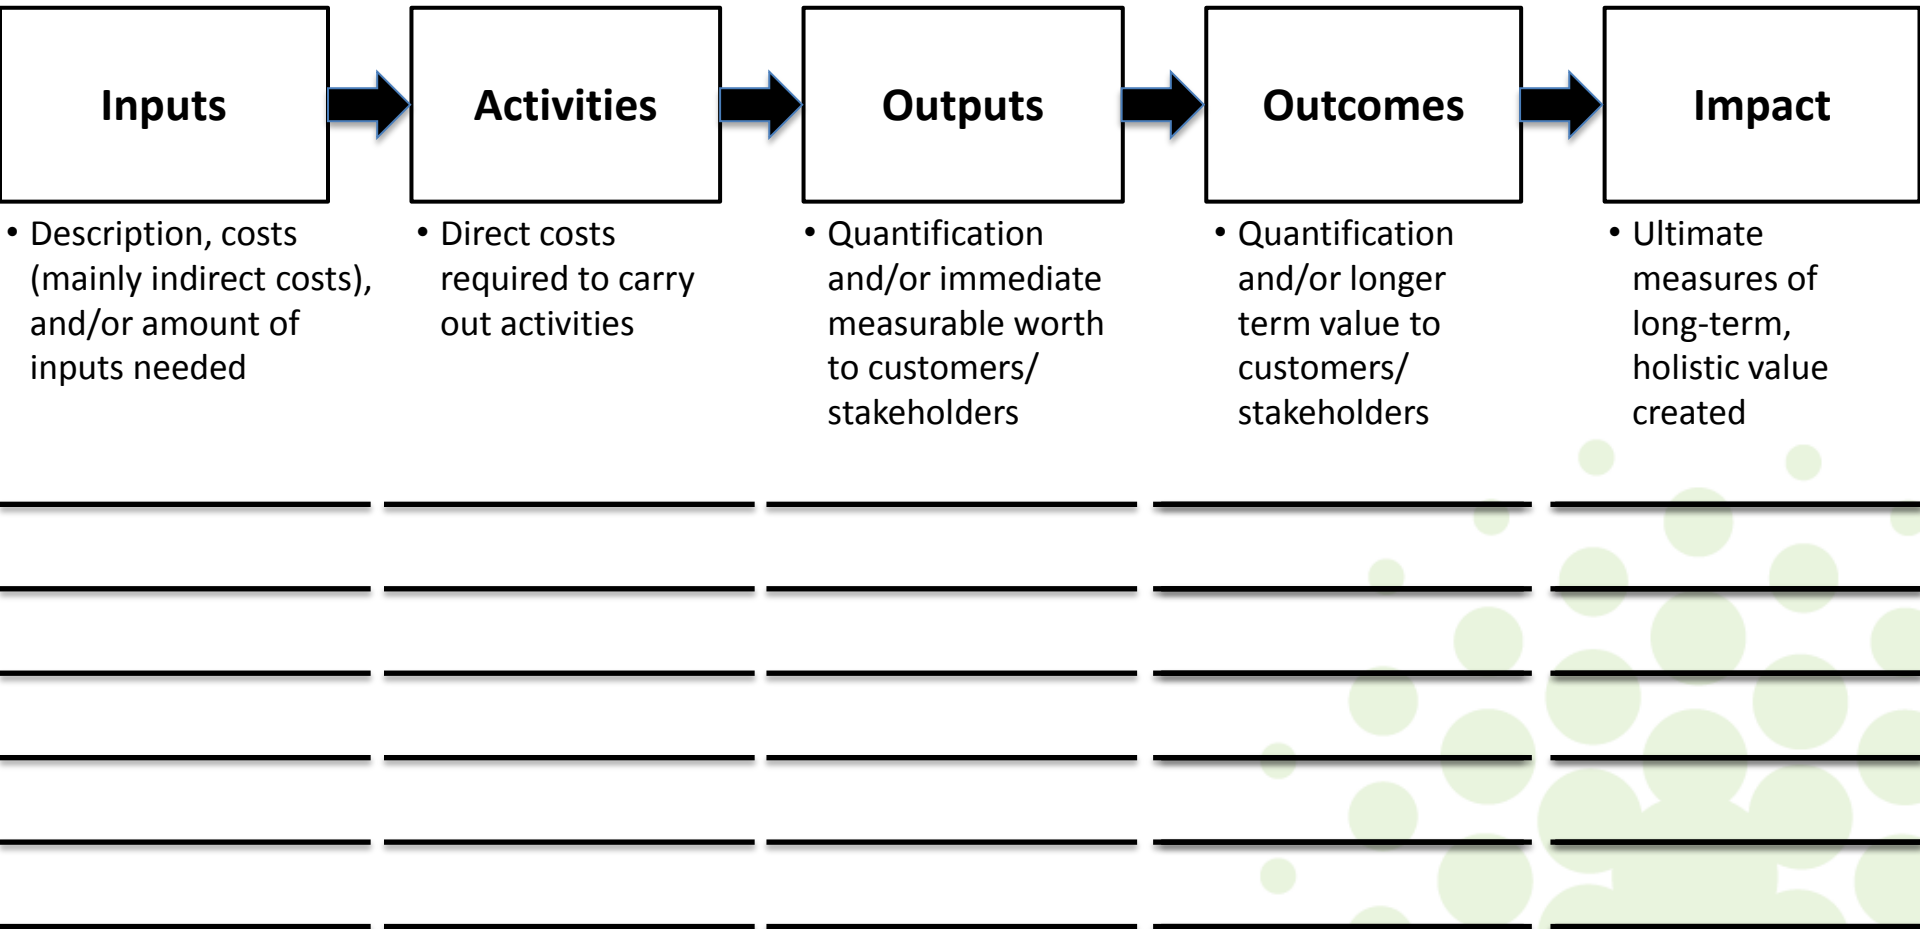 Inputs
Activities
Outputs
Outcomes
Impact
• Description, costs
(mainly indirect costs),
and/or amount of
inputs needed
• Direct costs
required to carry
out activities
• Quantification
and/or immediate
measurable worth
to customers/
stakeholders
• Quantification
and/or longer
term value to
customers/
stakeholders
• Ultimate
measures of
long-term,
holistic value
created